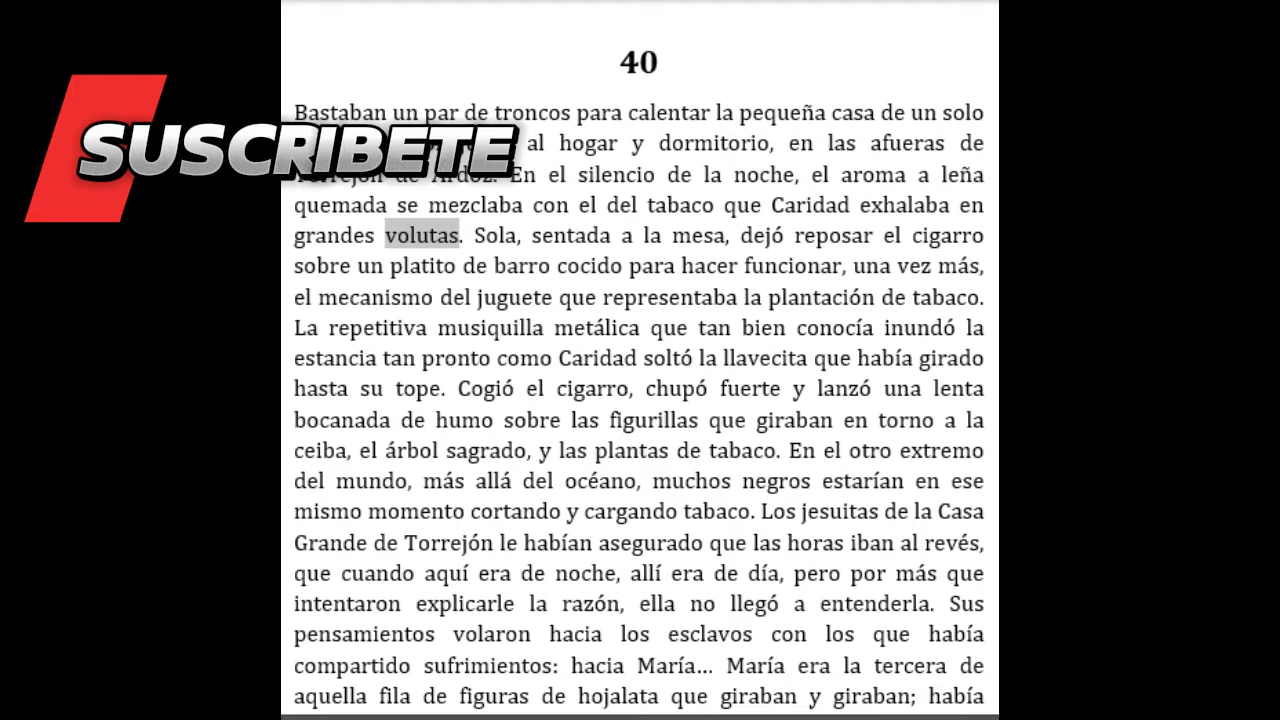 40
Bastaban un par de troncos para calentar la pequeña casa de un solo
SUSCRIBETE
al hogar y dormitorio, en las afueras de
Torrejón de Ardoz. En el silencio de la noche, el aroma a leña
quemada se mezclaba con el del tabaco que Caridad exhalaba en
grandes volutas. Sola, sentada a la mesa, dejó reposar el cigarro
sobre un platito de barro cocido para hacer funcionar, una vez más,
el mecanismo del juguete que representaba la plantación de tabaco.
La repetitiva musiquilla metálica que tan bien conocía inundó la
estancia tan pronto como Caridad soltó la llavecita que había girado
hasta su tope. Cogió el cigarro, chupó fuerte y lanzó una lenta
bocanada de humo sobre las figurillas que giraban en torno a la
ceiba, el árbol sagrado, y las plantas de tabaco. En el otro extremo
del mundo, más allá del océano, muchos negros estarían en ese
mismo momento cortando y cargando tabaco. Los jesuitas de la Casa
Grande de Torrejón le habían asegurado que las horas iban al revés,
que cuando aquí era de noche, allí era de día, pero por más que
intentaron explicarle la razón, ella no llegó a entenderla. Sus
pensamientos volaron hacia los esclavos con los que había
compartido sufrimientos: hacia María... María era la tercera de
aquella fila de figuras de hojalata que giraban y giraban; había